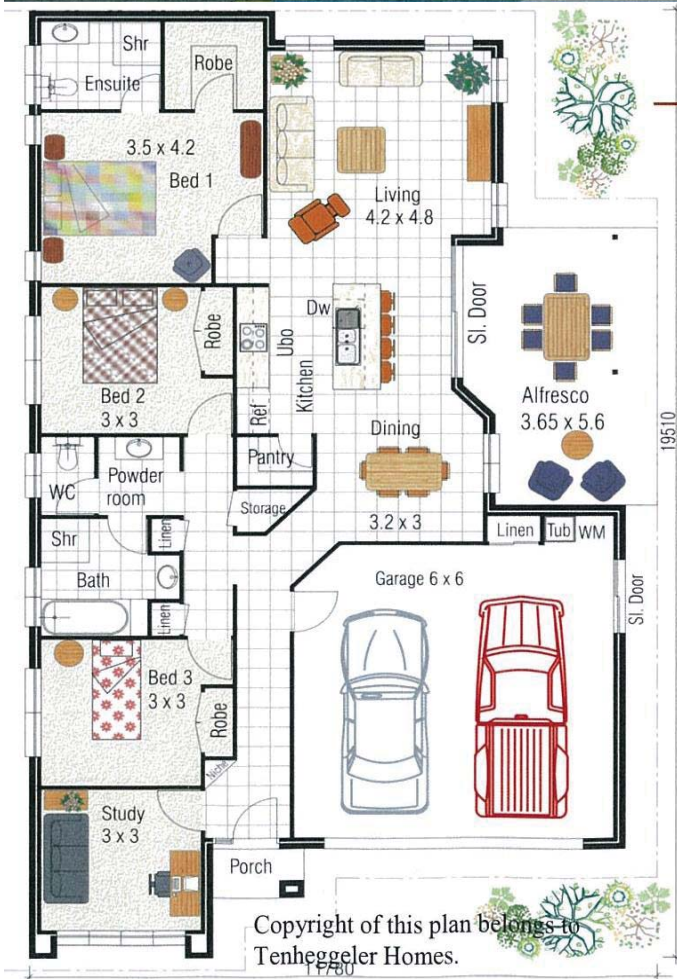 Shr
Ensuite
Robe
3.5 x 4.2
Bed 1
Living
4.2 x 4.8
Sl. Door
Dw
Ubo
Kitchen
Robe
Bed 2
3 x 3
Ref
Alfresco
3.65 x 5.6
19510
Dining
Pantry
WC
Powder
room
Storage
3.2 x 3
Linen
Tub
WM
Shr
Linen
Bath
Linen
Garage 6 x 6
Sl. Door
Bed 3
3 x 3
Robe
Niche
Study
3 x 3
Porch
Copyright of this plan belongs to
Tenheggeler Homes.
11780